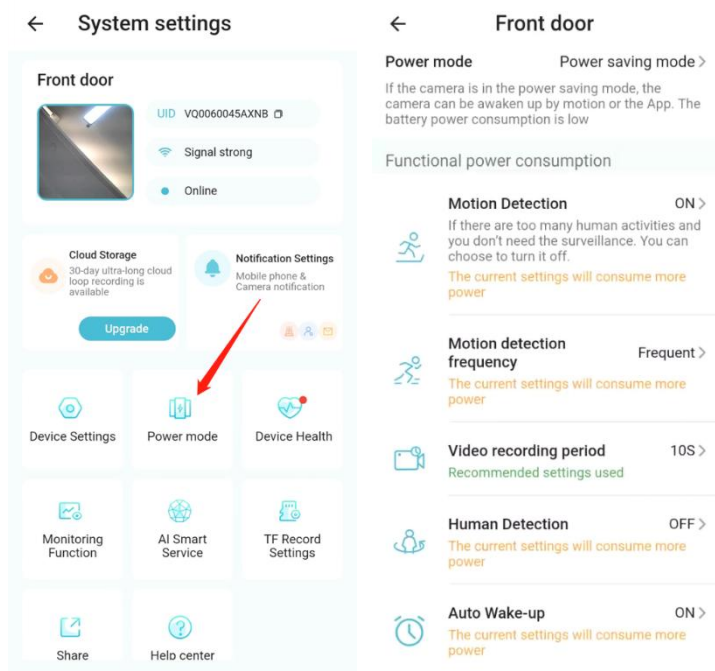 System settings
Front door
UID VQ0060045AXNB
Signal strong
Online
Cloud Storage
30-day ultra-long cloud
loop recording is
available
Upgrade
Notification Settings
Mobile phone &
Camera notification
Device Settings
Power mode
Device Health
Monitoring
Function
AI Smart
Service
TF Record
Settings
Share
Help center
Front door
Power mode
Power saving mode
If the camera is in the power saving mode, the
camera can be awaken up by motion or the App. The
battery power consumption is low
Functional power consumption
Motion Detection
ON
If there are too many human activities and
you don't need the surveillance. You can
choose to turn it off.
The current settings will consume more
power
Motion detection
frequency
Frequent
The current settings will consume more
power
Video recording period
10S
Recommended settings used
Human Detection
OFF
The current settings will consume more
power
Auto Wake-up
ON
The current settings will consume more
power